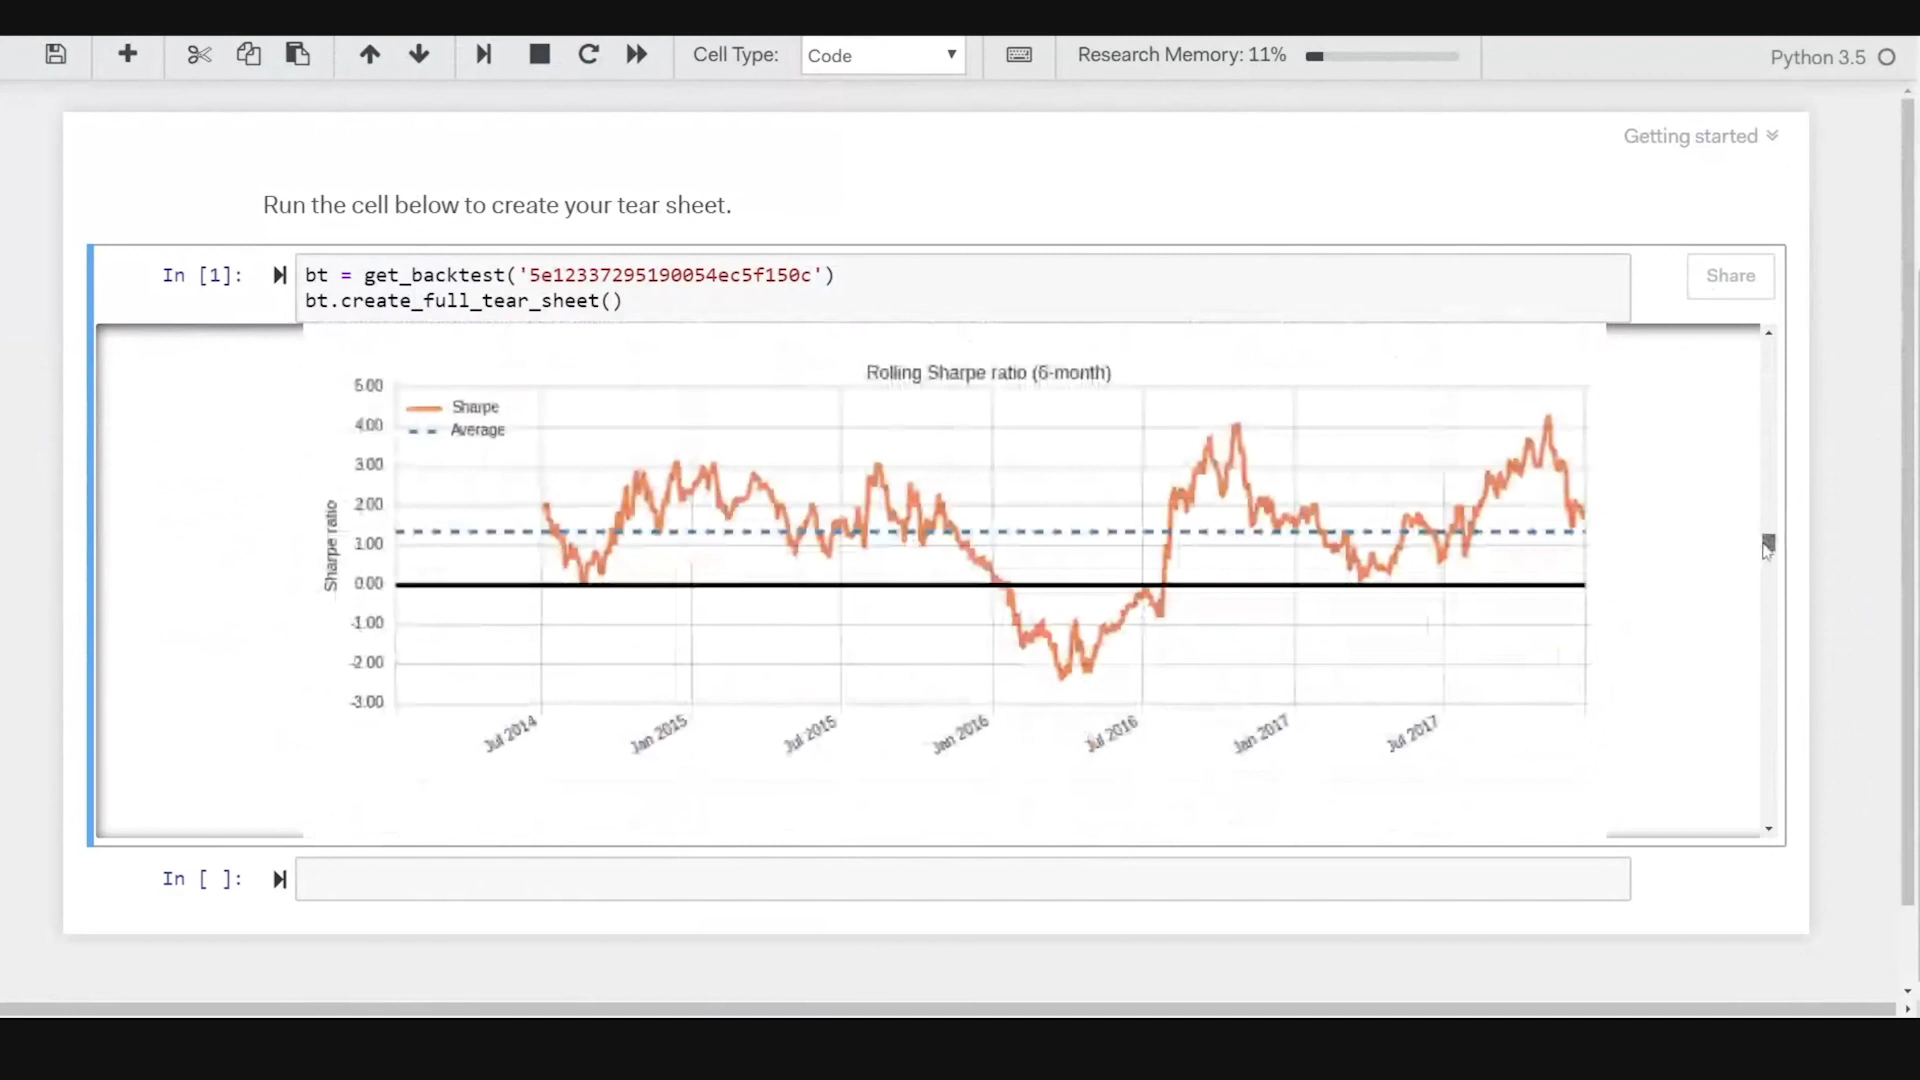 Cell Type: Code Research Memory: 11% Python 3.5
Getting started
Run the cell below to create your tear sheet.
In [1]: bt = get_backtest('5e12337295190054ec5f150c')
bt.create_full_tear_sheet()
Share
Rolling Sharpe ratio (6-month)
Sharpe
Average
Sharpe ratio
5.00
4.00
3.00
2.00
1.00
0.00
-1.00
-2.00
-3.00
Jul 2014 Jan 2015 Jul 2015 Jan 2016 Jul 2016 Jan 2017 Jul 2017
In [ ]: